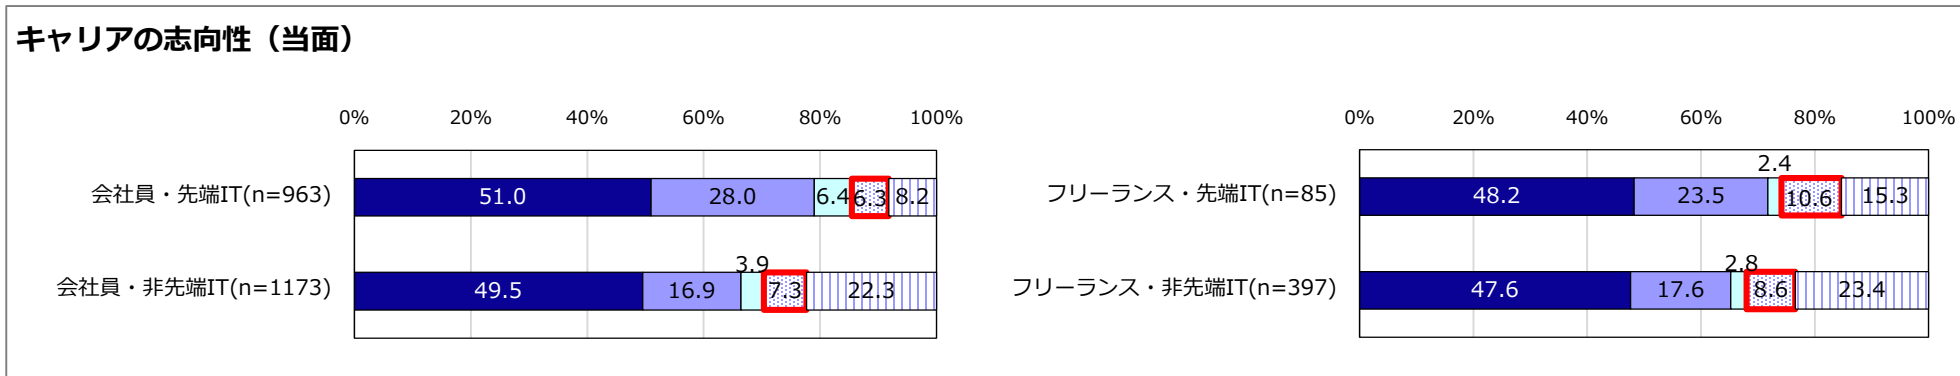 キャリアの志向性（当面）
0% 20% 40% 60% 80% 100%
会社員・先端IT(n=963) 51.0 28.0 6.4 6.3 8.2
3.9
会社員・非先端IT(n=1173) 49.5 16.9 7.3 22.3
0% 20% 40% 60% 80% 100%
2.4
フリーランス・先端IT(n=85) 48.2 23.5 10.6 15.3
2.8
フリーランス・非先端IT(n=397) 47.6 17.6 8.6 23.4